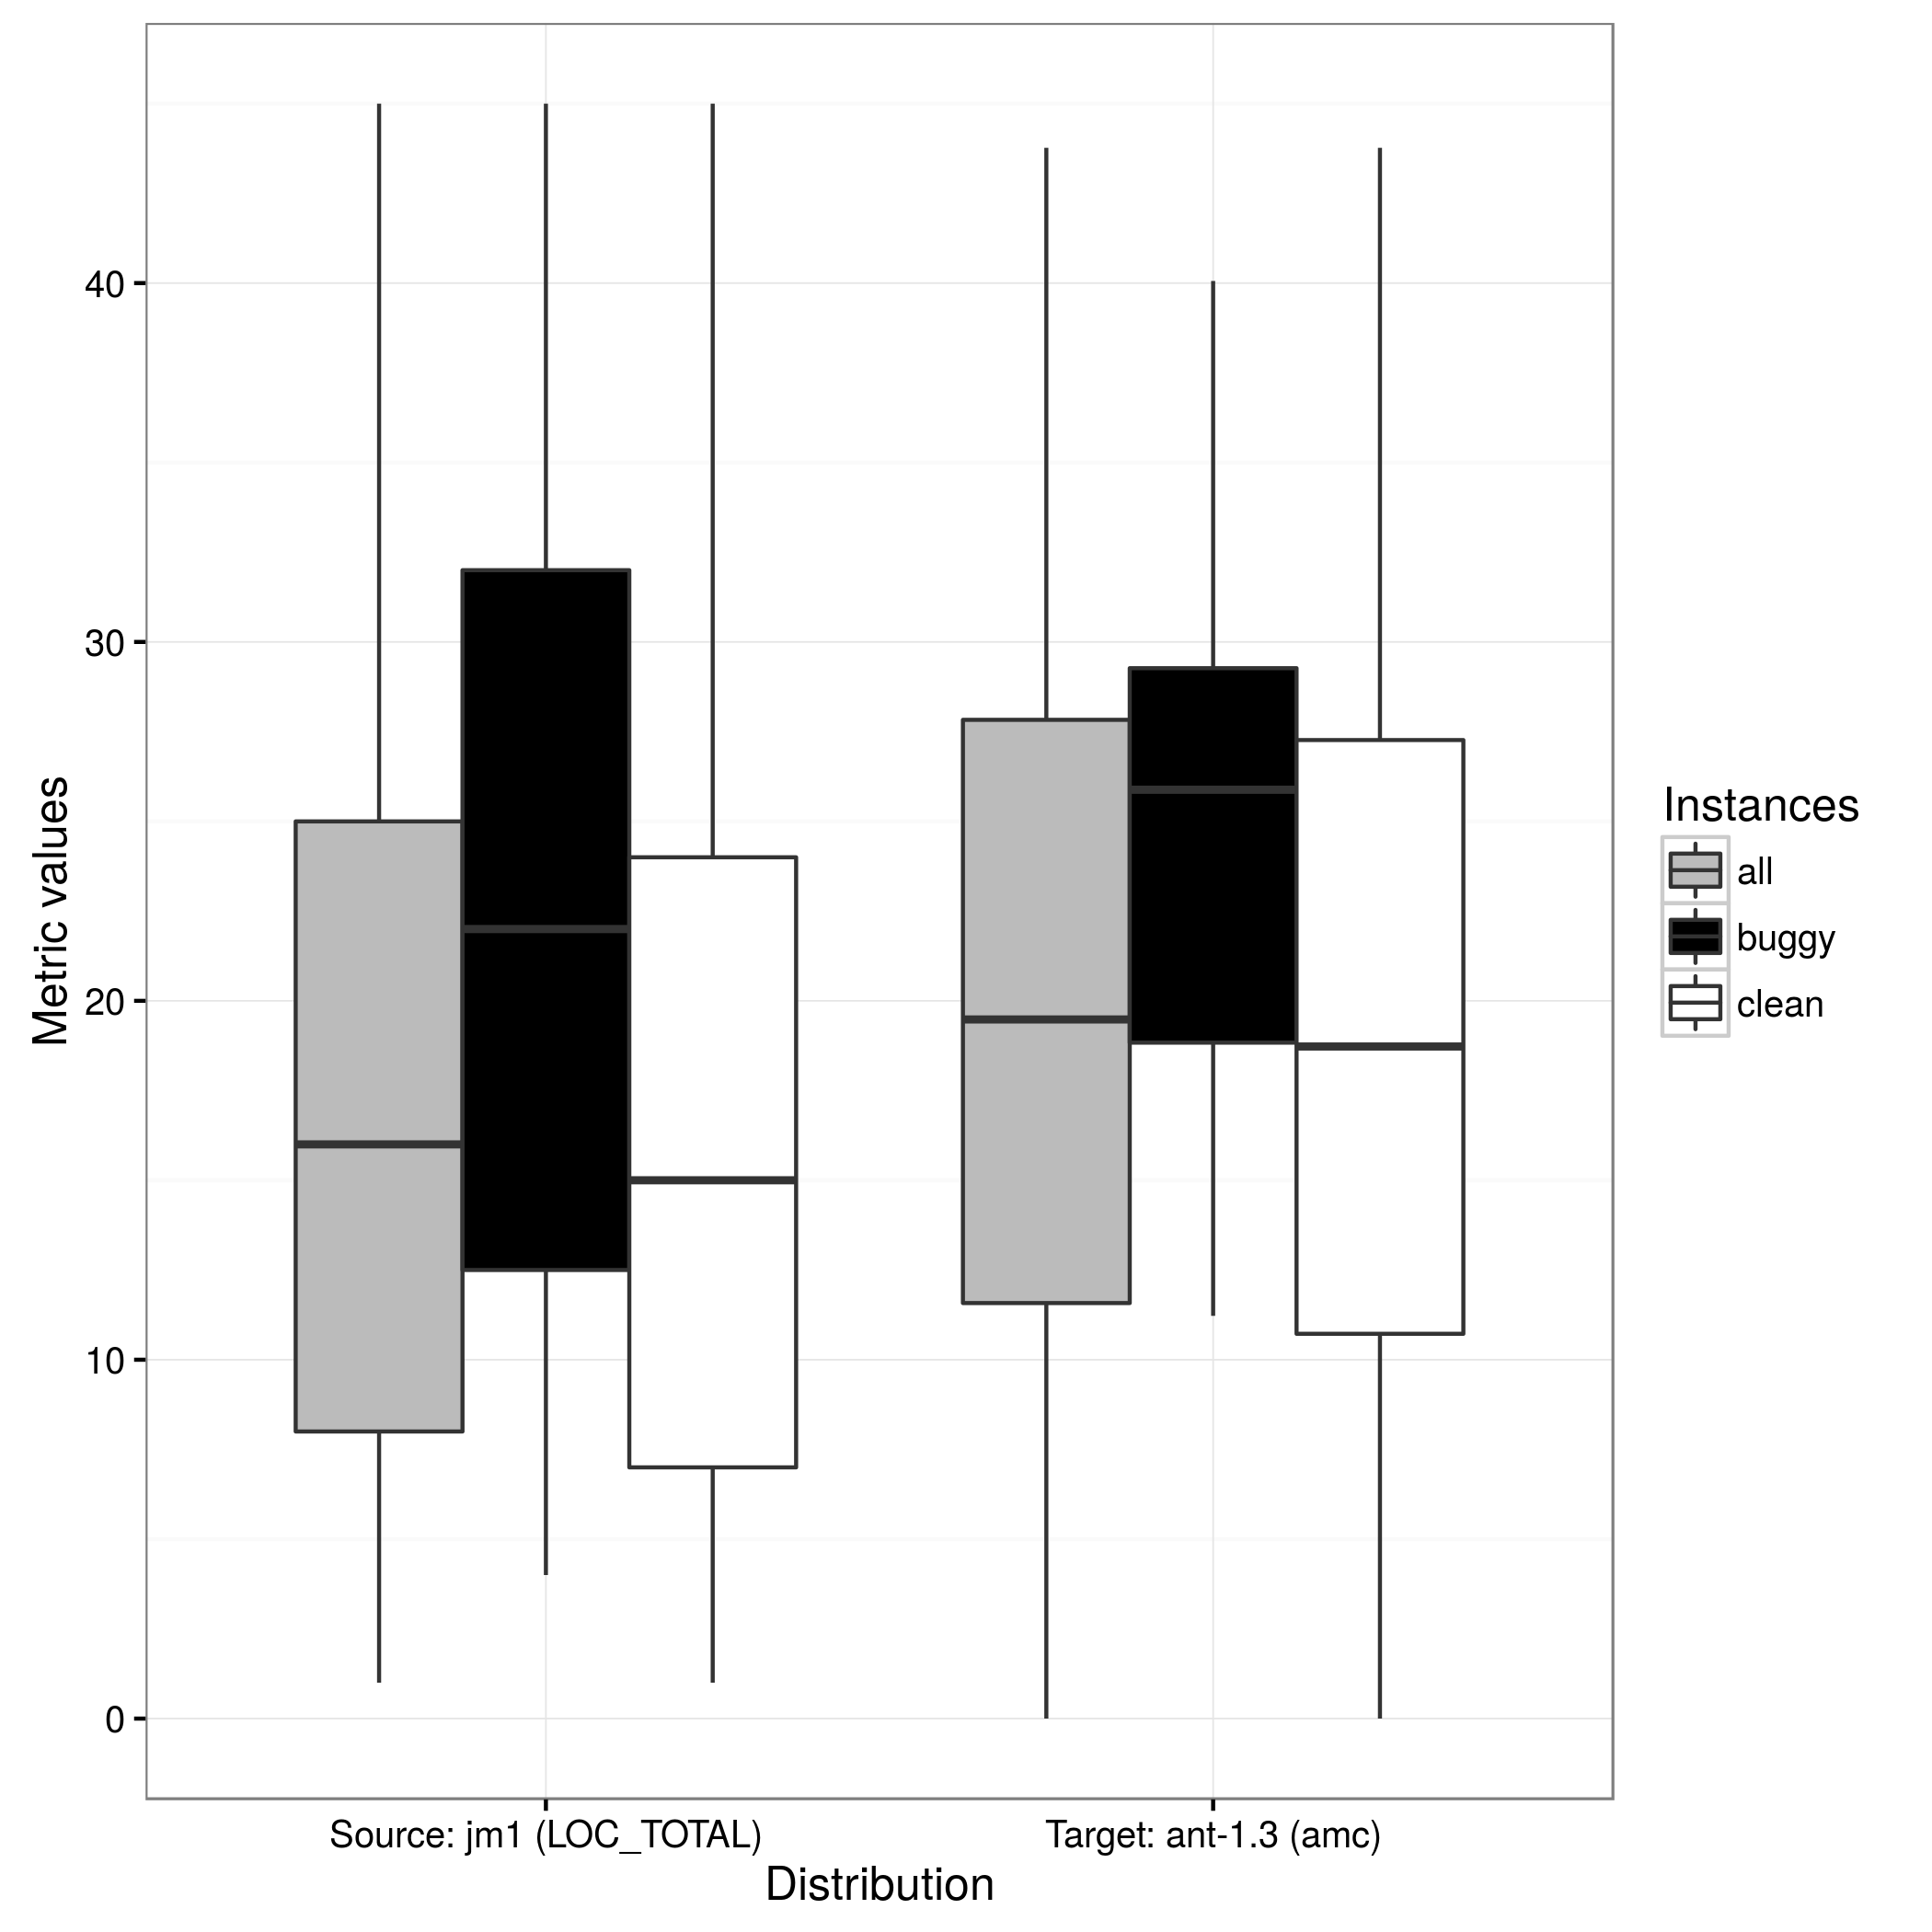 Metric values
40
30
20
10
0
Source: jm1 (LOC_TOTAL)
Target: ant-1.3 (amc)
Distribution
Instances
all
buggy
clean